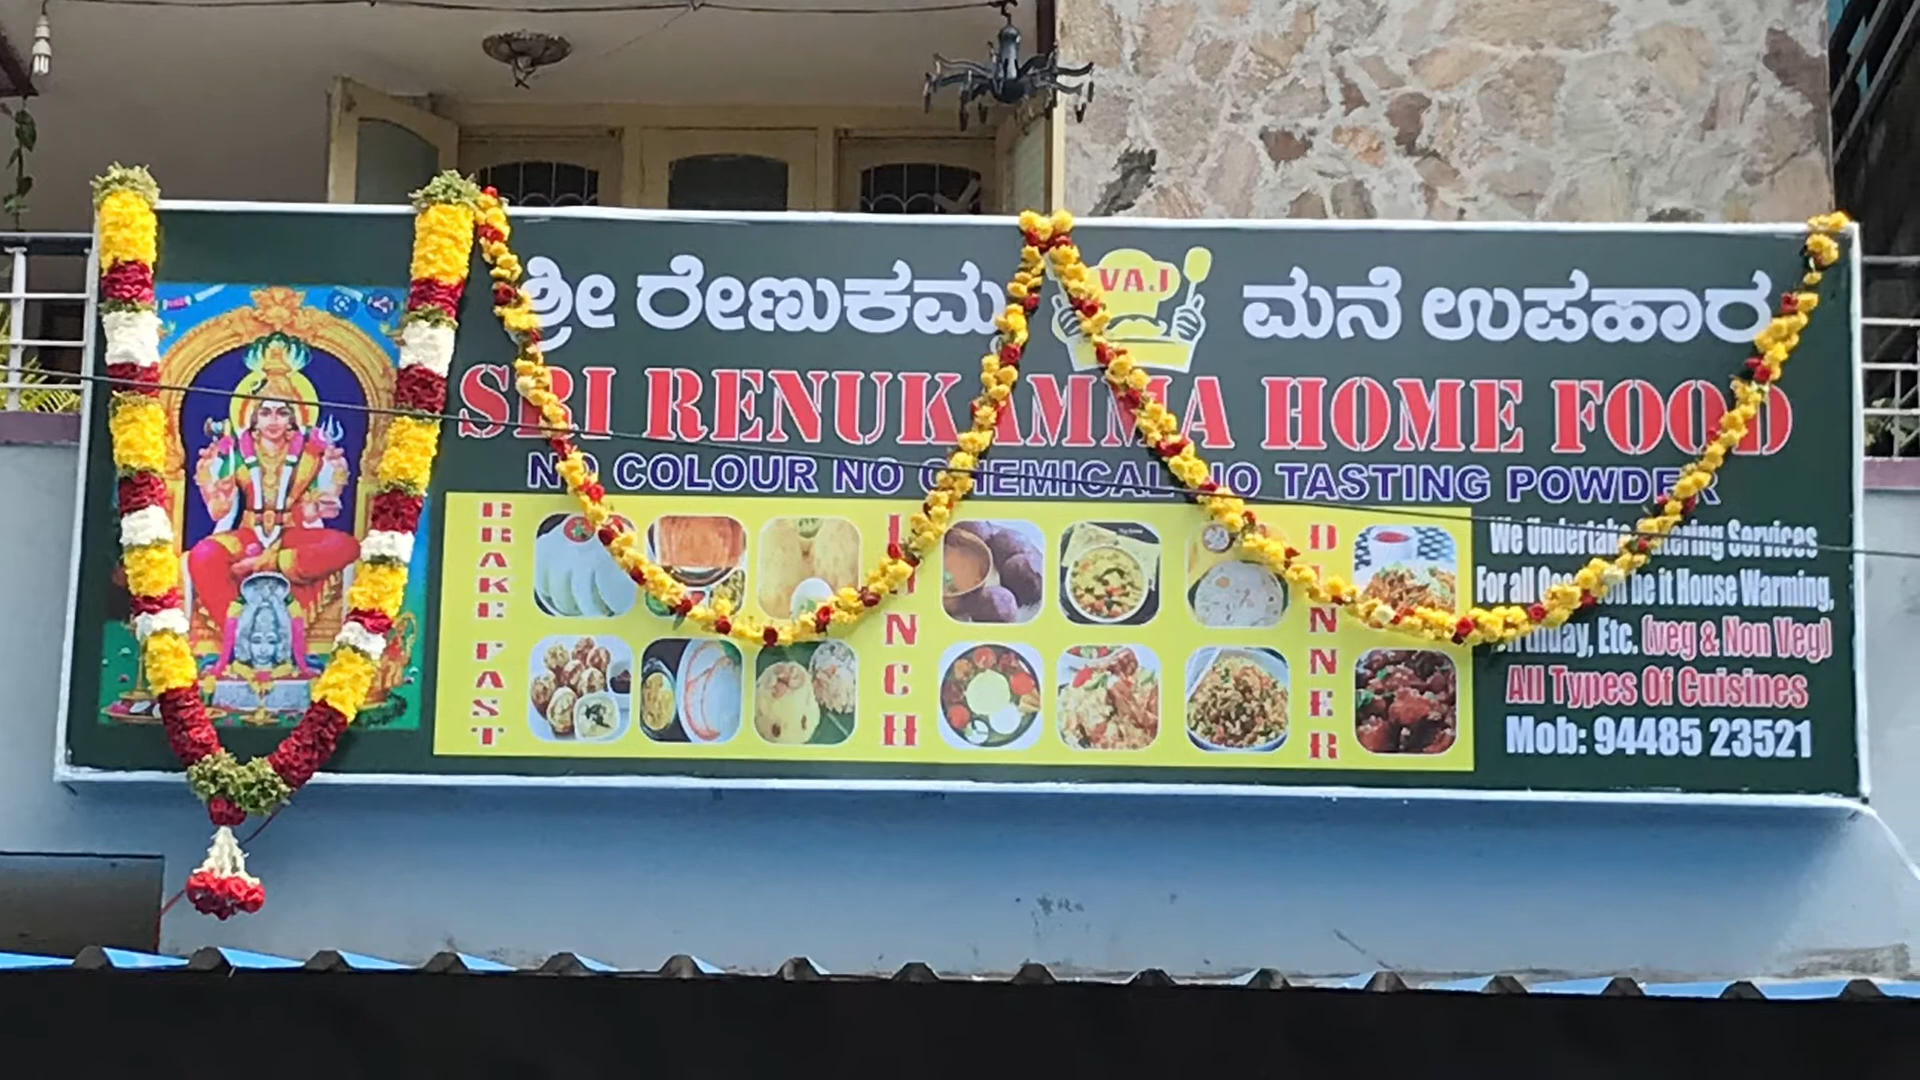 ಶ್ರೀ ರೇಣುಕಮ್ಮ VAJ ಮನೆ ಉಪಹಾರ
SRI RENUKAMMA HOME FOOD
NO COLOUR NO CHEMICAL NO TASTING POWDER
BRAKE FAST
LUNCH
DINNER
We Undertake Catering Services
For all Occasion be it House Warming,
Birthday, Etc. (veg & Non Veg)
All Types Of Cuisines
Mob: 94485 23521